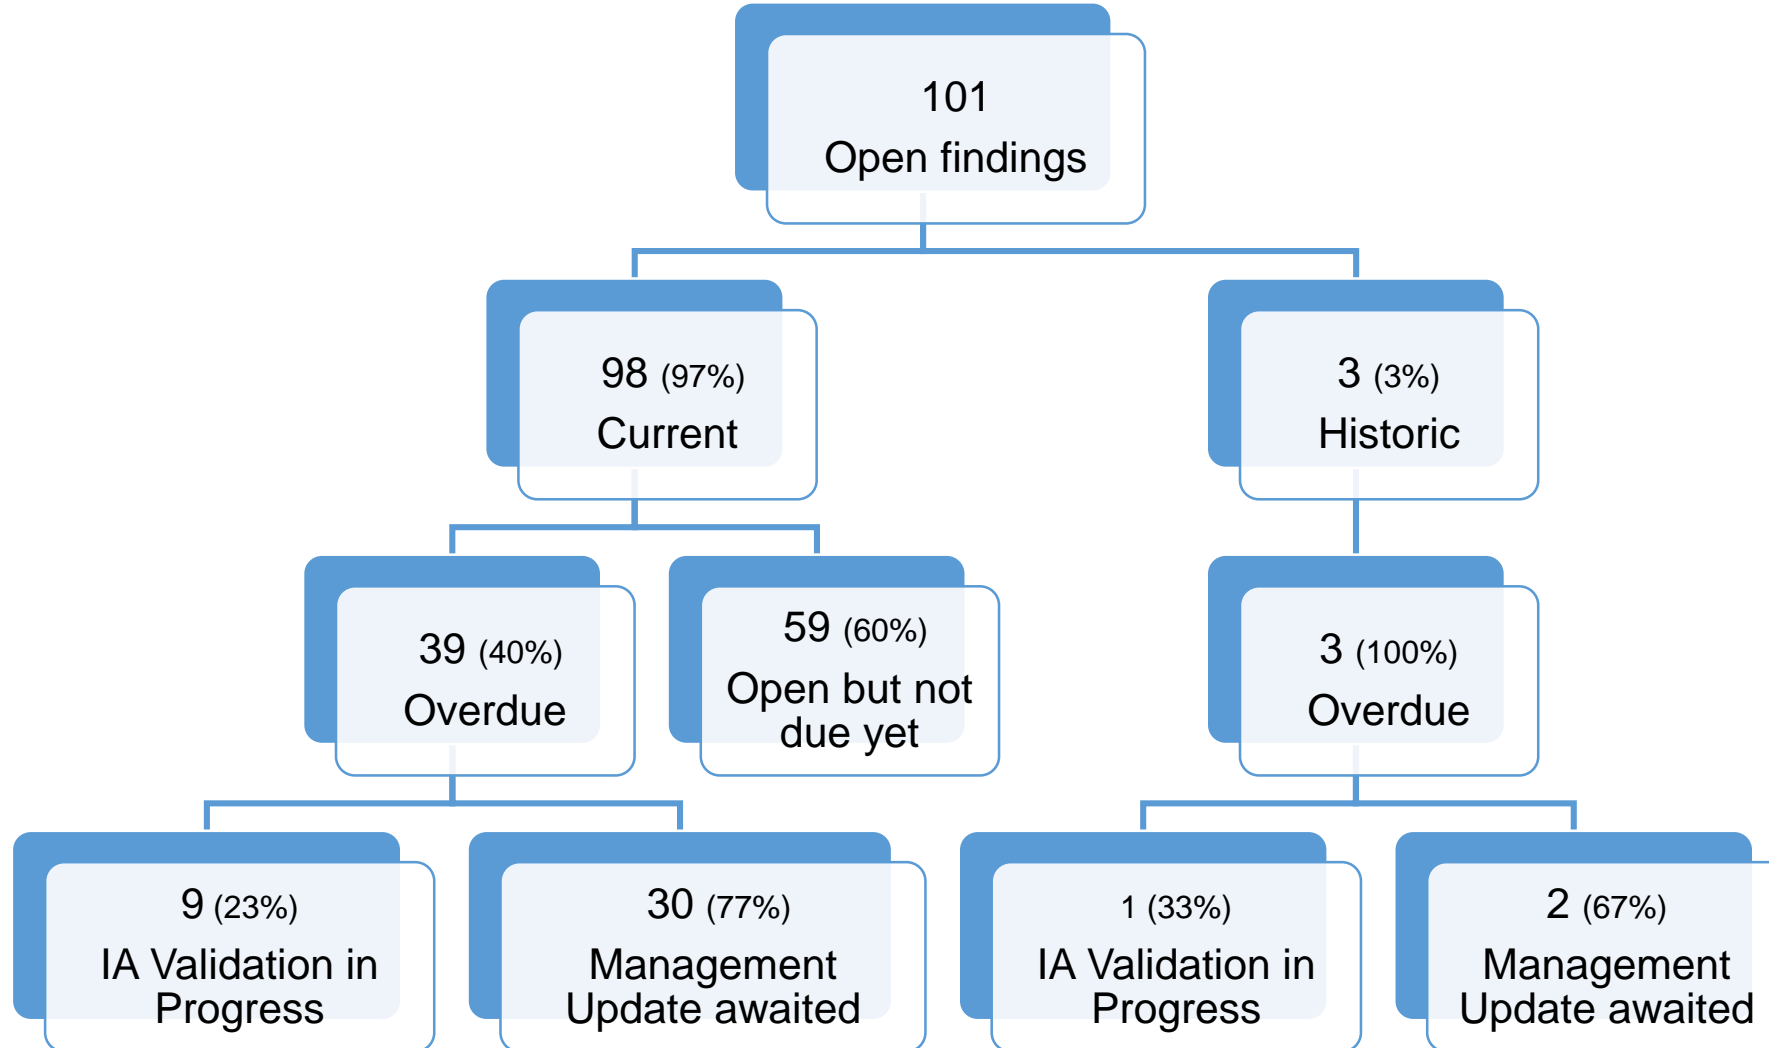 101
Open findings
98 (97%)
Current
3 (3%)
Historic
39 (40%)
Overdue
59 (60%)
Open but not
due yet
3 (100%)
Overdue
9 (23%)
IA Validation in
Progress
30 (77%)
Management
Update awaited
1 (33%)
IA Validation in
Progress
2 (67%)
Management
Update awaited